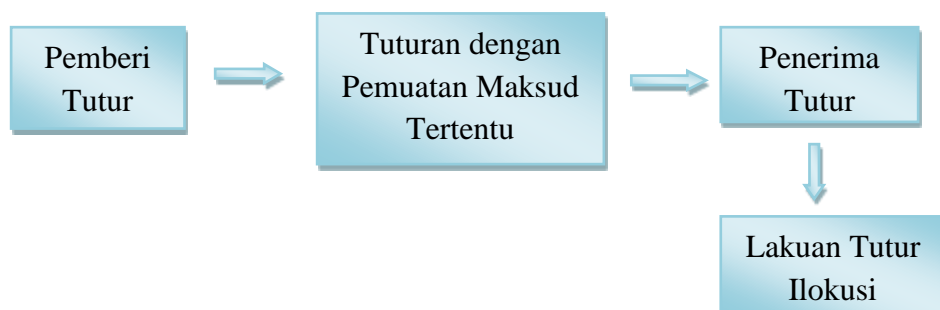 Pemberi
Tutur
Tuturan dengan
Pemuatan Maksud
Tertentu
Penerima
Tutur
Lakuan Tutur
Ilokusi